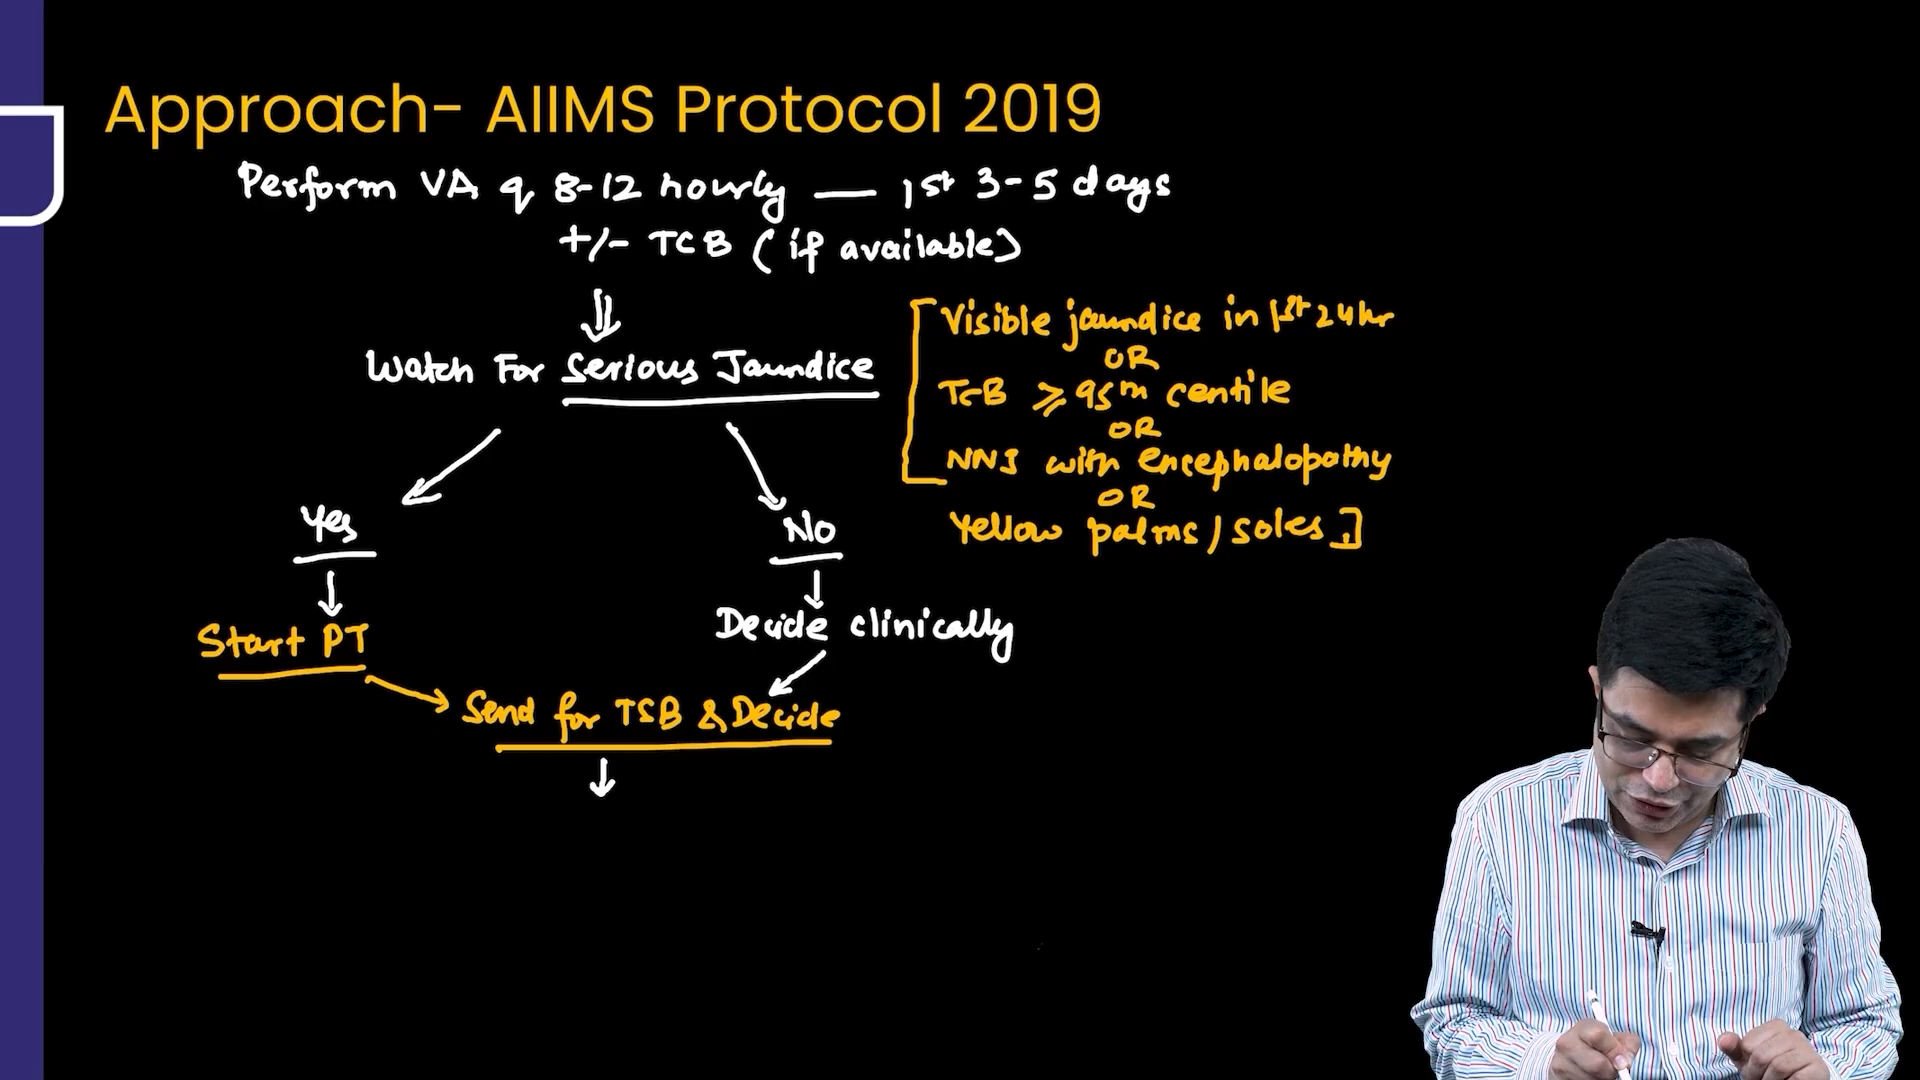 Approach- AIIMS Protocol 2019
Perform VA q 8-12 hourly — 1st 3-5 days
+/- TCB (if available)
Watch For Serious Jaundice
Visible jaundice in 1st 24hr
OR
TcB ≥ 95th centile
OR
NNJ with encephalopathy
OR
Yellow palms/soles]
Yes
No
Start PT
Decide clinically
Send for TSB & Decide